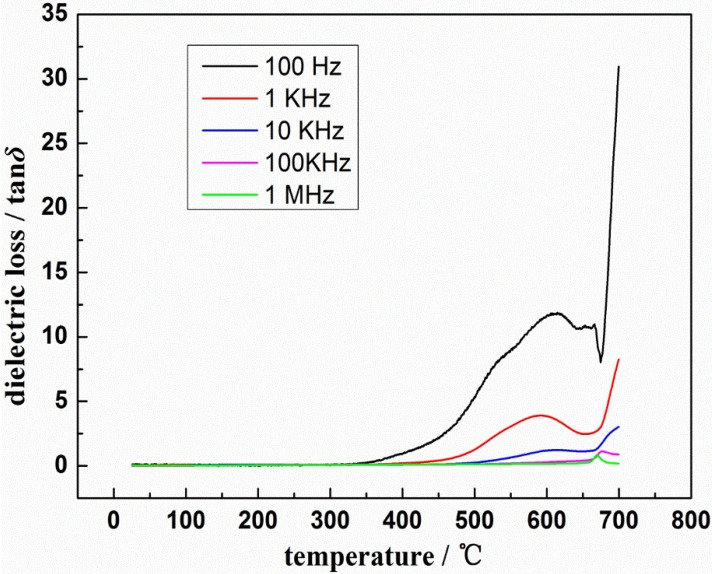 35
30
25
20
15
10
5
0
dielectric loss / tanδ
100 Hz
1 KHz
10 KHz
100KHz
1 MHz
0 100 200 300 400 500 600 700 800
temperature / ℃